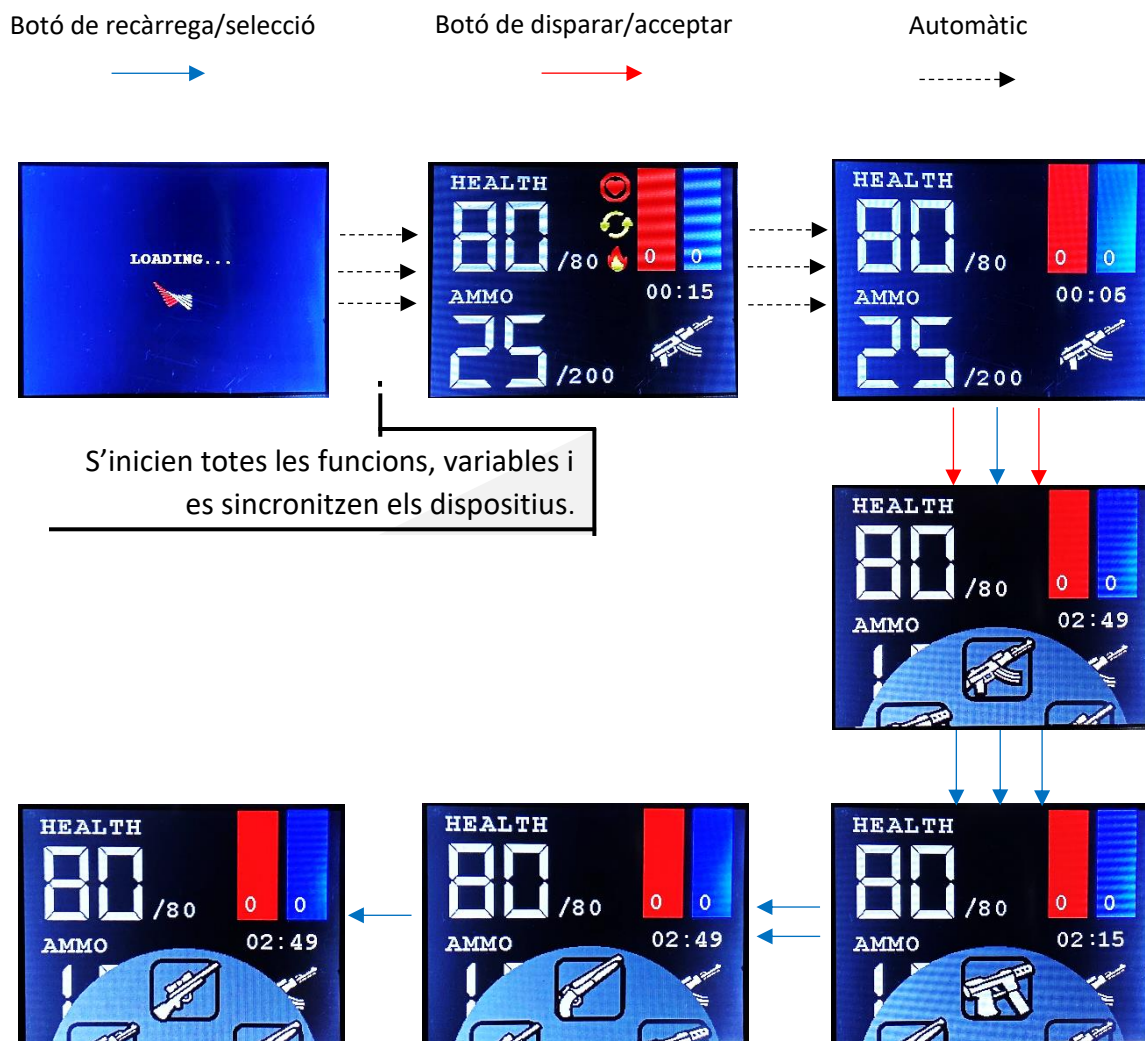 Botó de recàrrega/selecció
Botó de disparar/acceptar
Automàtic
LOADING...
HEALTH
80/80
0 0
AMMO
00:15
25/200
HEALTH
80/80
0 0
AMMO
00:05
25/200
S'inicien totes les funcions, variables i
es sincronitzen els dispositius.
HEALTH
80/80
0 0
AMMO
02:49
HEALTH
80/80
0 0
AMMO
02:49
HEALTH
80/80
0 0
AMMO
02:49
HEALTH
80/80
0 0
AMMO
02:15